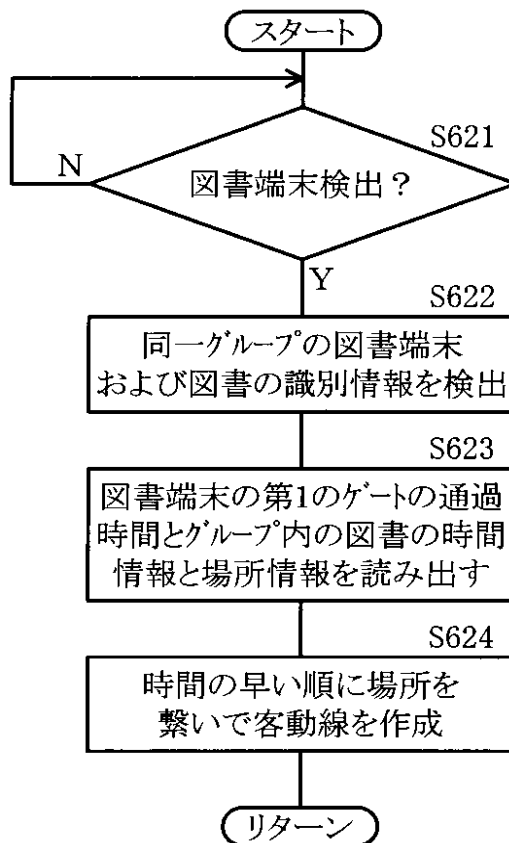 スタート
S621
N
図書端末検出？
Y
S622
同一グループの図書端末
および図書の識別情報を検出
S623
図書端末の第1のゲートの通過
時間とグループ内の図書の時間
情報と場所情報を読み出す
S624
時間の早い順に場所を
繋いで客動線を作成
リターン